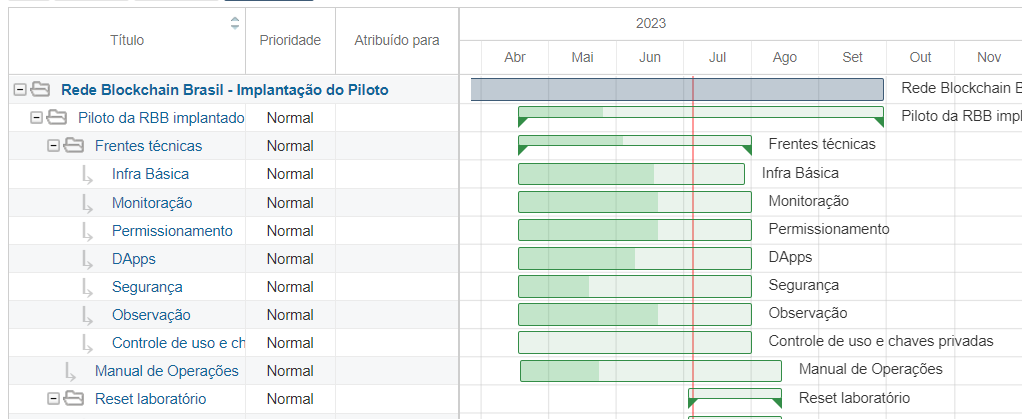 Título Prioridade Atribuído para 2023
Abr Mai Jun Jul Ago Set Out Nov
Rede Blockchain Brasil - Implantação do Piloto Rede Blockchain B
Piloto da RBB implantado Normal Piloto da RBB impl
Frentes técnicas Normal Frentes técnicas
Infra Básica Normal Infra Básica
Monitoração Normal Monitoração
Permissionamento Normal Permissionamento
DApps Normal DApps
Segurança Normal Segurança
Observação Normal Observação
Controle de uso e ch Normal Controle de uso e chaves privadas
Manual de Operações Normal Manual de Operações
Reset laboratório Normal Reset laboratório